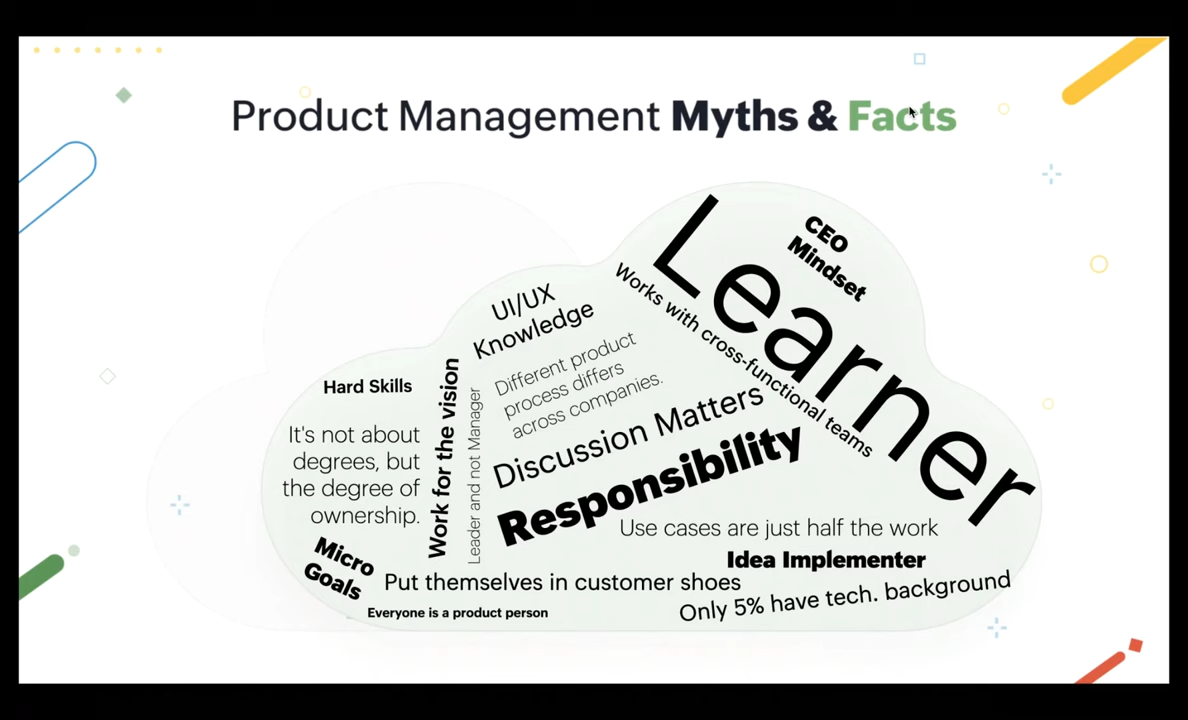 Product Management Myths & Facts
CEO
Mindset
Learner
Works with cross-functional teams
UI/UX
Knowledge
Different product
process differs
across companies.
Hard Skills
It's not about
degrees, but
the degree of
ownership.
Work for the vision
Leader and not Manager
Discussion Matters
Responsibility
Use cases are just half the work
Idea Implementer
Micro
Goals
Put themselves in customer shoes
Only 5% have tech. background
Everyone is a product person